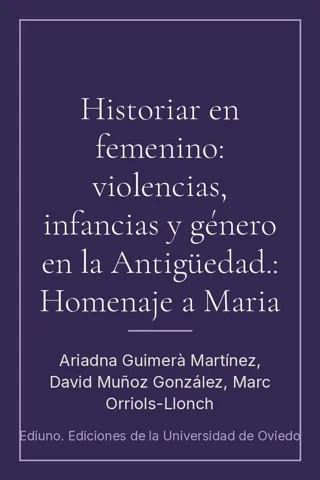 Historiar en
femenino:
violencias,
infancias y género
en la Antigüedad.:
Homenaje a Maria
Ariadna Guimerà Martínez,
David Muñoz González, Marc
Orriols-Llonch
Ediuno. Ediciones de la Universidad de Oviedo